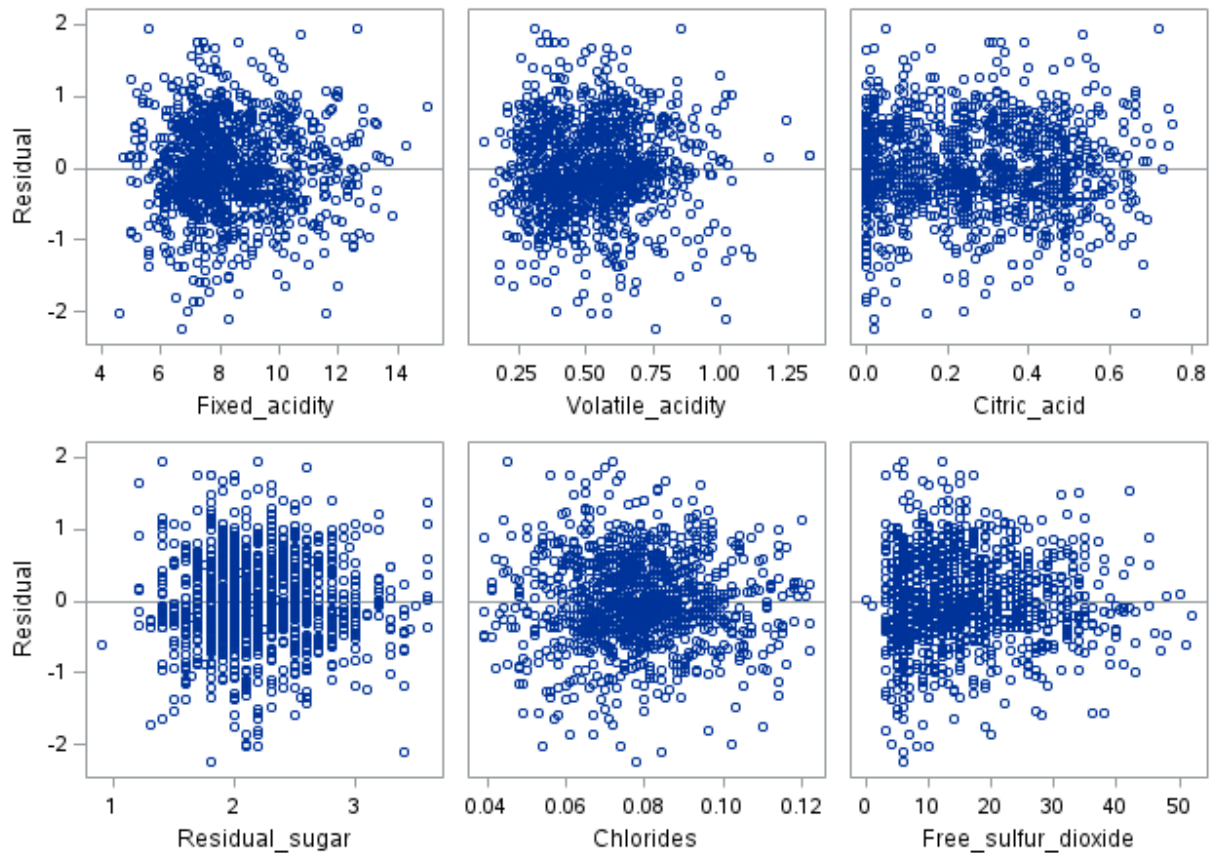 2
1
0
-1
-2
Residual
4 6 8 10 12 14
0.25 0.50 0.75 1.00 1.25
0.0 0.2 0.4 0.6 0.8
Fixed_acidity
Volatile_acidity
Citric_acid
2
1
0
-1
-2
Residual
1 2 3
0.04 0.06 0.08 0.10 0.12
0 10 20 30 40 50
Residual_sugar
Chlorides
Free_sulfur_dioxide